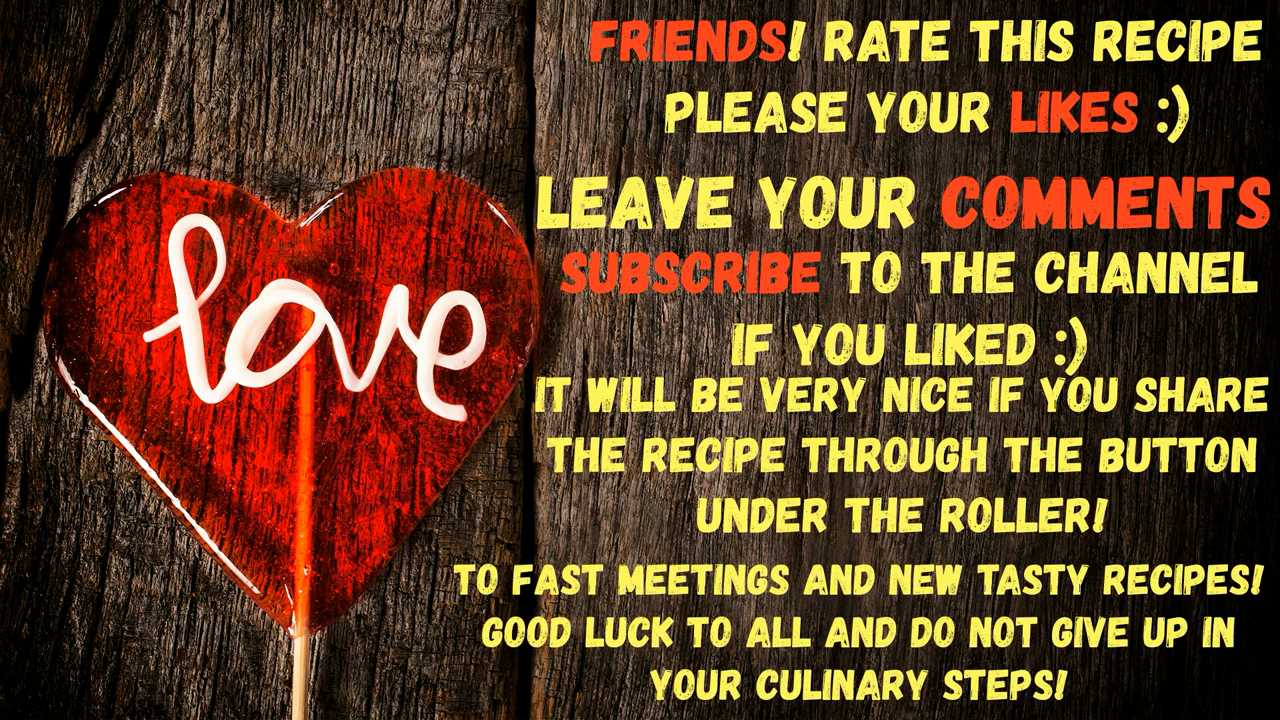 love
FRIENDS! RATE THIS RECIPE
PLEASE YOUR LIKES :)
LEAVE YOUR COMMENTS
SUBSCRIBE TO THE CHANNEL
IF YOU LIKED :)
IT WILL BE VERY NICE IF YOU SHARE
THE RECIPE THROUGH THE BUTTON
UNDER THE ROLLER!
TO FAST MEETINGS AND NEW TASTY RECIPES!
GOOD LUCK TO ALL AND DO NOT GIVE UP IN
YOUR CULINARY STEPS!